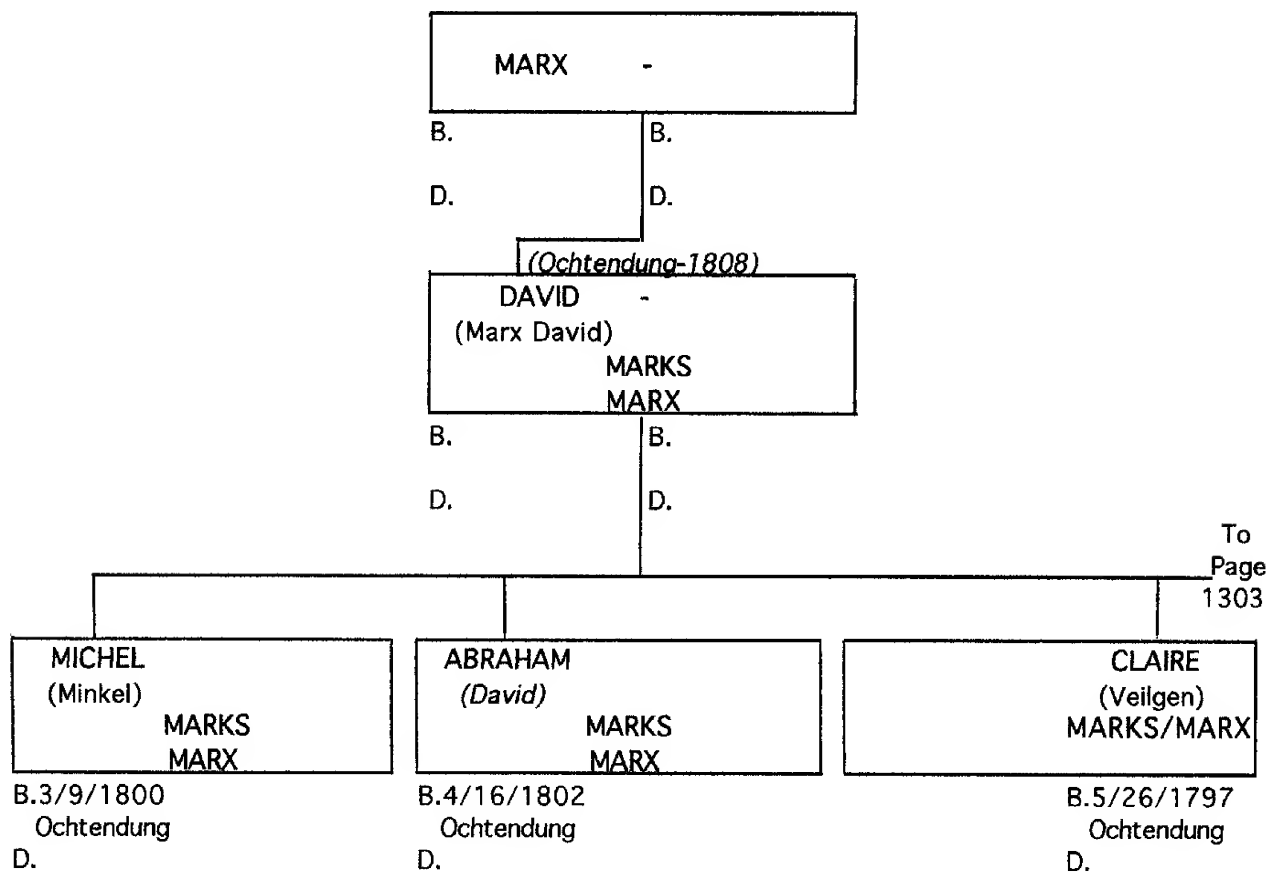 MARX -
B. B.
D. D.
(Ochtendung-1808)
DAVID -
(Marx David)
MARKS
MARX
B. B.
D. D.
To
Page
1303
MICHEL
(Minkel)
MARKS
MARX
B.3/9/1800
Ochtendung
D.
ABRAHAM
(David)
MARKS
MARX
B.4/16/1802
Ochtendung
D.
CLAIRE
(Veilgen)
MARKS/MARX
B.5/26/1797
Ochtendung
D.